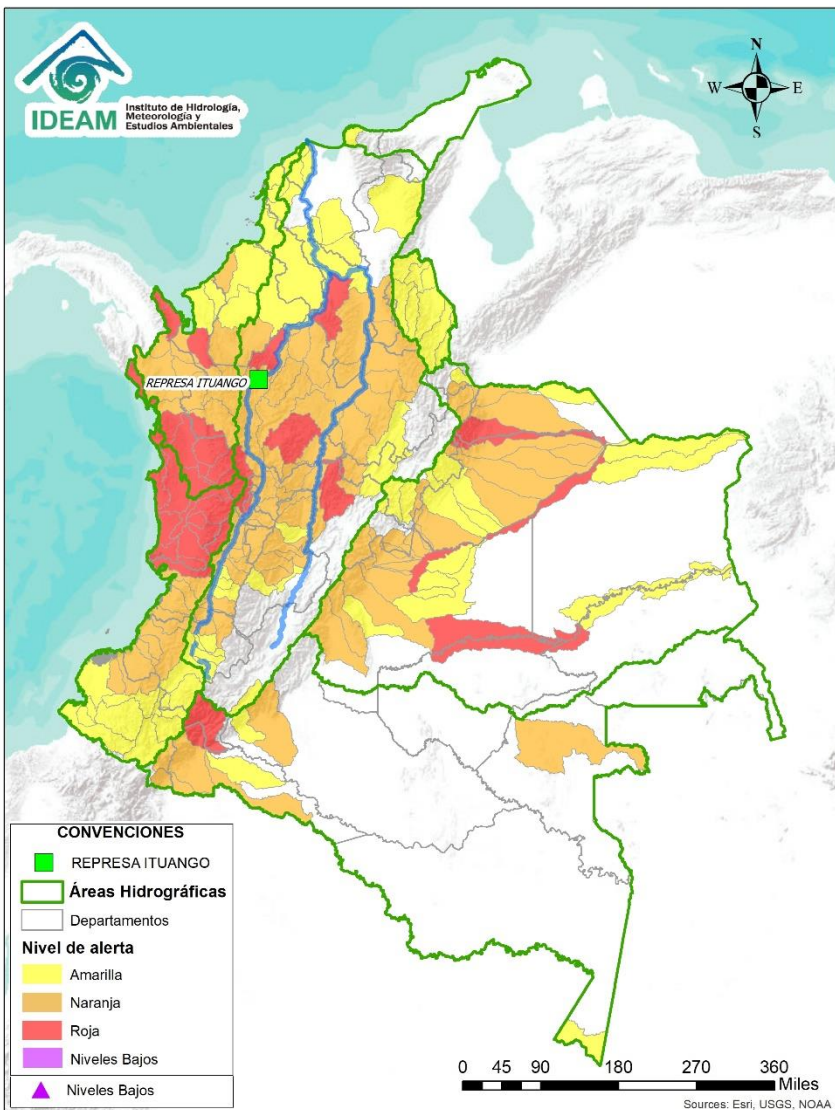 IDEAM
Instituto de Hidrología,
Meteorología y
Estudios Ambientales
N
W
E
S
REPRESA ITUANGO
CONVENCIONES
REPRESA ITUANGO
Áreas Hidrográficas
Departamentos
Nivel de alerta
Amarilla
Naranja
Roja
Niveles Bajos
Niveles Bajos
0 45 90 180 270 360
Miles
Sources: Esri, USGS, NOAA